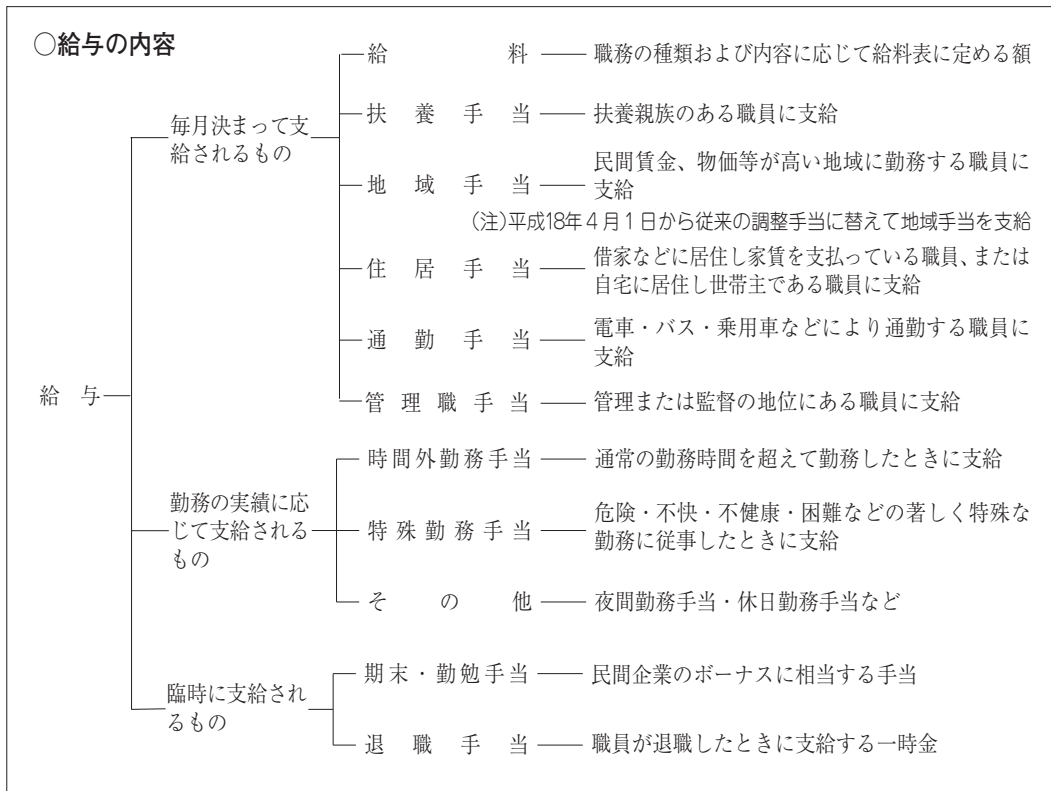 ○給与の内容
給与
毎月決まって支
給されるもの
給料
職務の種類および内容に応じて給料表に定める額
扶養手当
扶養親族のある職員に支給
地域手当
民間賃金、物価等が高い地域に勤務する職員に
支給
(注)平成18年4月1日から従来の調整手当に替えて地域手当を支給
住居手当
借家などに居住し家賃を支払っている職員、または
自宅に居住し世帯主である職員に支給
通勤手当
電車・バス・乗用車などにより通勤する職員に
支給
管理職手当
管理または監督の地位にある職員に支給
勤務の実績に応
じて支給される
もの
時間外勤務手当
通常の勤務時間を超えて勤務したときに支給
特殊勤務手当
危険・不快・不健康・困難などの著しく特殊な
勤務に従事したときに支給
その他
夜間勤務手当・休日勤務手当など
臨時に支給され
るもの
期末・勤勉手当
民間企業のボーナスに相当する手当
退職手当
職員が退職したときに支給する一時金